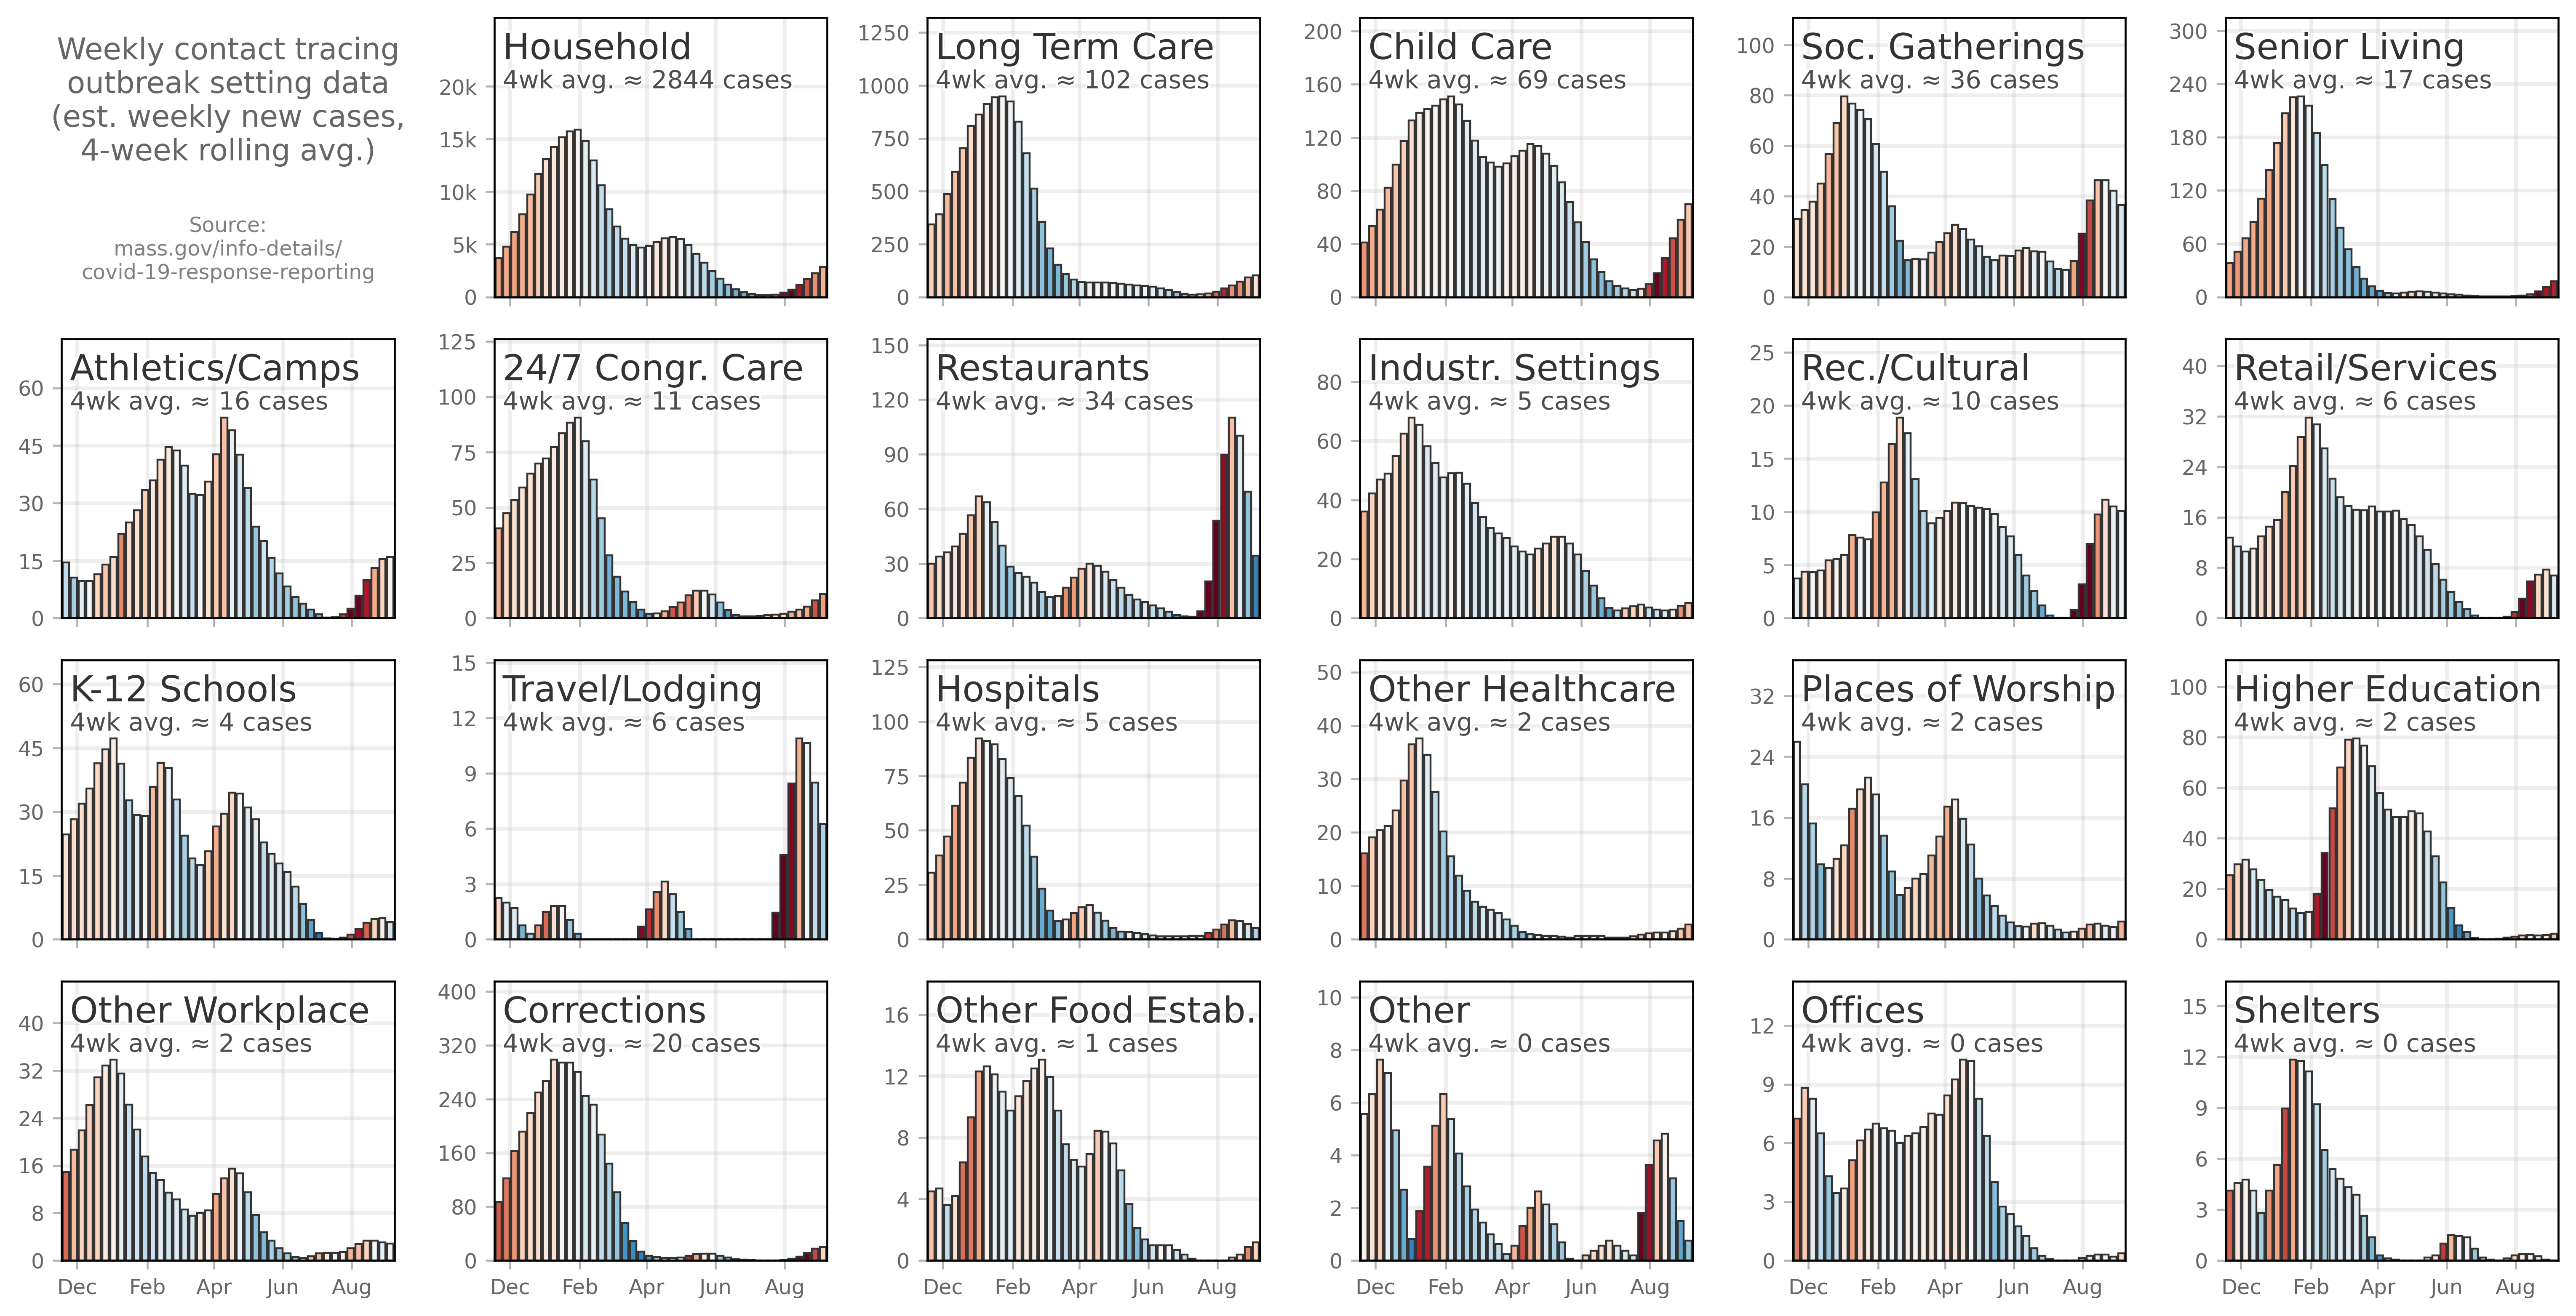 Weekly contact tracing
outbreak setting data
(est. weekly new cases,
4-week rolling avg.)
Source:
mass.gov/info-details/
covid-19-response-reporting
Household
4wk avg. ≈ 2844 cases
20k
15k
10k
5k
0
Long Term Care
4wk avg. ≈ 102 cases
1250
1000
750
500
250
0
Child Care
4wk avg. ≈ 69 cases
200
160
120
80
40
0
Soc. Gatherings
4wk avg. ≈ 36 cases
100
80
60
40
20
0
Senior Living
4wk avg. ≈ 17 cases
300
240
180
120
60
0
Athletics/Camps
4wk avg. ≈ 16 cases
60
45
30
15
0
24/7 Congr. Care
4wk avg. ≈ 11 cases
125
100
75
50
25
0
Restaurants
4wk avg. ≈ 34 cases
150
120
90
60
30
0
Industr. Settings
4wk avg. ≈ 5 cases
80
60
40
20
0
Rec./Cultural
4wk avg. ≈ 10 cases
25
20
15
10
5
0
Retail/Services
4wk avg. ≈ 6 cases
40
32
24
16
8
0
K-12 Schools
4wk avg. ≈ 4 cases
60
45
30
15
0
Travel/Lodging
4wk avg. ≈ 6 cases
15
12
9
6
3
0
Hospitals
4wk avg. ≈ 5 cases
125
100
75
50
25
0
Other Healthcare
4wk avg. ≈ 2 cases
50
40
30
20
10
0
Places of Worship
4wk avg. ≈ 2 cases
32
24
16
8
0
Higher Education
4wk avg. ≈ 2 cases
100
80
60
40
20
0
Other Workplace
4wk avg. ≈ 2 cases
40
32
24
16
8
0
Dec Feb Apr Jun Aug
Corrections
4wk avg. ≈ 20 cases
400
320
240
160
80
0
Dec Feb Apr Jun Aug
Other Food Estab.
4wk avg. ≈ 1 cases
16
12
8
4
0
Dec Feb Apr Jun Aug
Other
4wk avg. ≈ 0 cases
10
8
6
4
2
0
Dec Feb Apr Jun Aug
Offices
4wk avg. ≈ 0 cases
12
9
6
3
0
Dec Feb Apr Jun Aug
Shelters
4wk avg. ≈ 0 cases
15
12
9
6
3
0
Dec Feb Apr Jun Aug